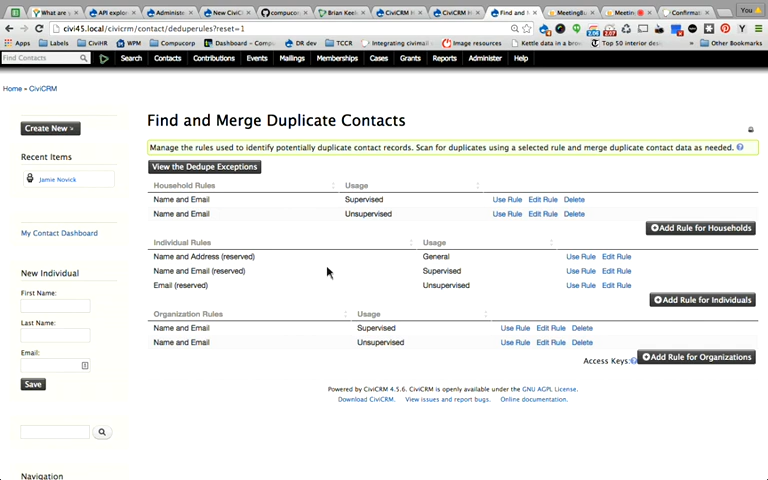 What are v
API explor
Administe
New CiviC
compuco
Brian Keel
CiviCRM H
CiviCRM H
Find and M
MeetingBu
Meetin
Confirmat
You
civi45.local/civicrm/contact/deduperules?reset=1
Apps Labels CiviHR WPM Compucorp Dashboard – Comp DR dev TCCR Integrating civimail Image resources Kettle data in a brow Top 50 interior des Other Bookmarks
Find Contacts
Search Contacts Contributions Events Mailings Memberships Cases Grants Reports Administer Help
Home » CiviCRM
Create New
Recent Items
Jamie Novick
My Contact Dashboard
New Individual
First Name:
Last Name:
Email:
Save
Navigation
Find and Merge Duplicate Contacts
Manage the rules used to identify potentially duplicate contact records. Scan for duplicates using a selected rule and merge duplicate contact data as needed.
View the Dedupe Exceptions
Household Rules Usage
Name and Email Supervised Use Rule Edit Rule Delete
Name and Email Unsupervised Use Rule Edit Rule Delete
Add Rule for Households
Individual Rules Usage
Name and Address (reserved) General Use Rule Edit Rule
Name and Email (reserved) Supervised Use Rule Edit Rule
Email (reserved) Unsupervised Use Rule Edit Rule
Add Rule for Individuals
Organization Rules Usage
Name and Email Supervised Use Rule Edit Rule Delete
Name and Email Unsupervised Use Rule Edit Rule Delete
Access Keys: Add Rule for Organizations
Powered by CiviCRM 4.5.6. CiviCRM is openly available under the GNU AGPL License.
Download CiviCRM. View issues and report bugs. Online documentation.